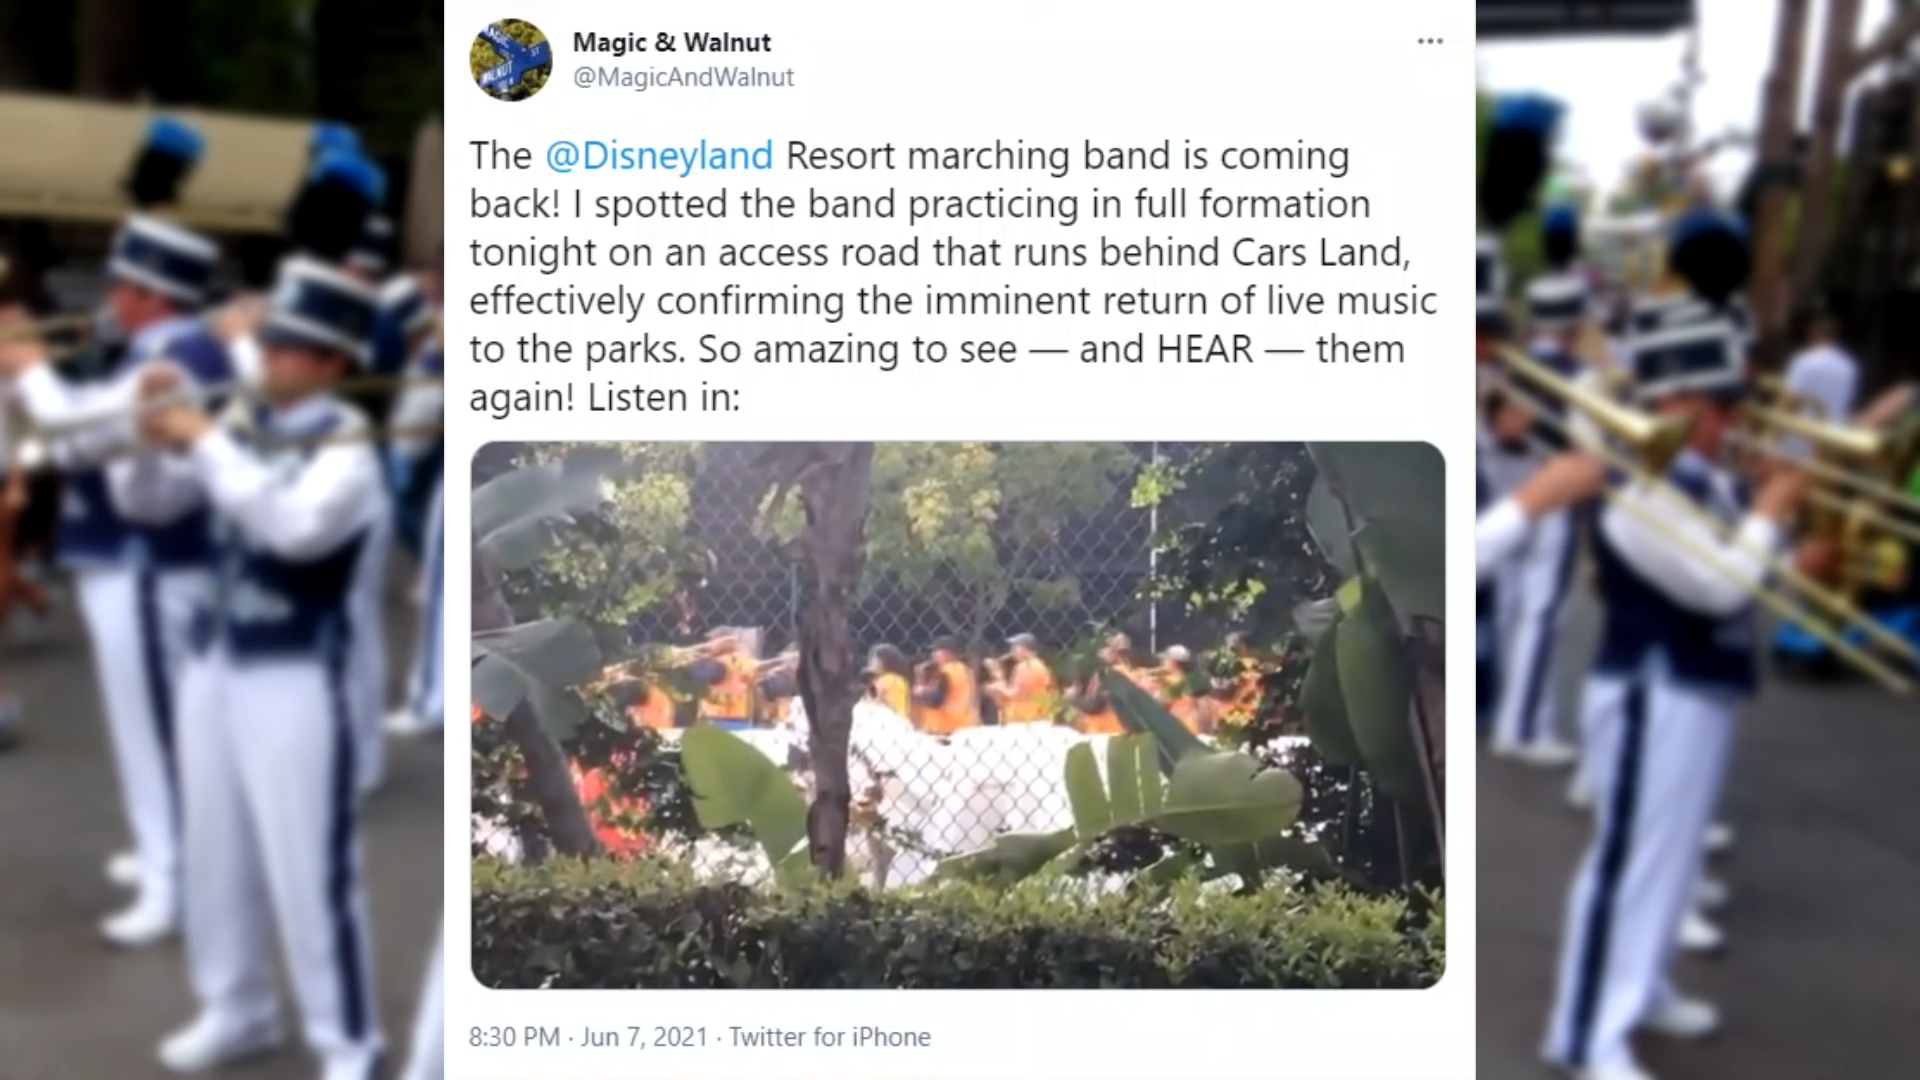 Magic & Walnut
@MagicAndWalnut
The @Disneyland Resort marching band is coming
back! I spotted the band practicing in full formation
tonight on an access road that runs behind Cars Land,
effectively confirming the imminent return of live music
to the parks. So amazing to see — and HEAR — them
again! Listen in:
8:30 PM · Jun 7, 2021 · Twitter for iPhone